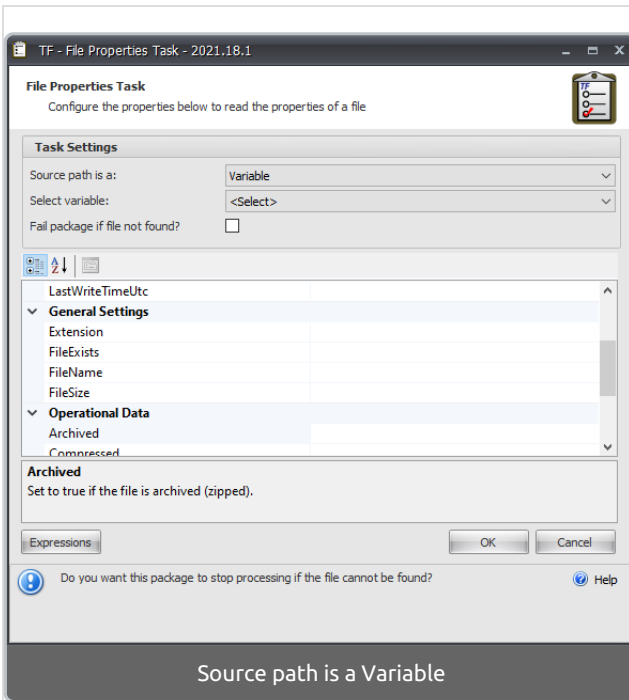 TF - File Properties Task - 2021.18.1
File Properties Task
Configure the properties below to read the properties of a file
TF
Task Settings
Source path is a: Variable
Select variable: <Select>
Fail package if file not found?
A
Z
LastWriteTimeUtc
General Settings
Extension
FileExists
FileName
FileSize
Operational Data
Archived
Compressed
Archived
Set to true if the file is archived (zipped).
Expressions OK Cancel
Do you want this package to stop processing if the file cannot be found? Help
Source path is a Variable